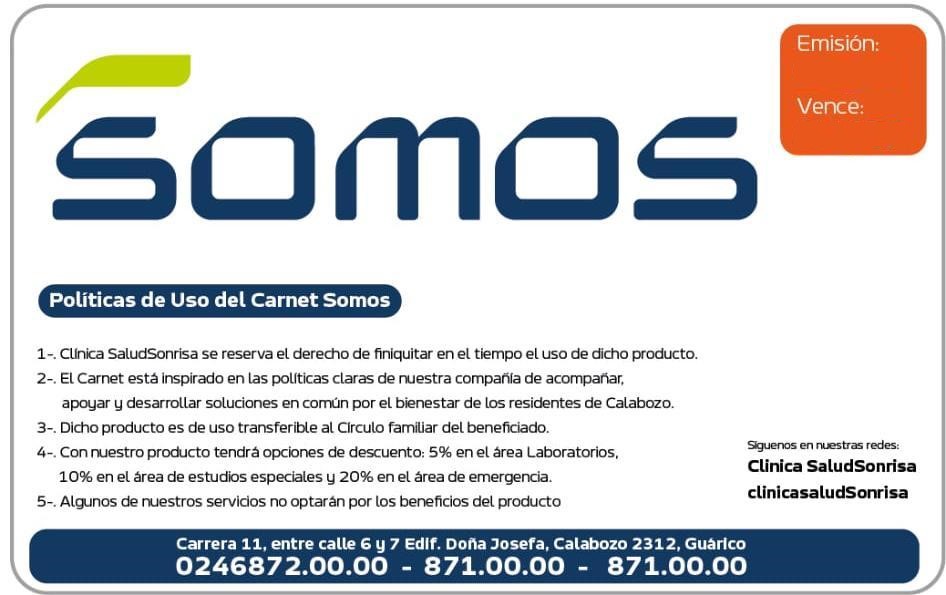 Emisión:
Vence:
somos
Políticas de Uso del Carnet Somos
1-. Clínica SaludSonrisa se reserva el derecho de finiquitar en el tiempo el uso de dicho producto.
2-. El Carnet está inspirado en las políticas claras de nuestra compañía de acompañar,
apoyar y desarrollar soluciones en común por el bienestar de los residentes de Calabozo.
3-. Dicho producto es de uso transferible al Círculo familiar del beneficiado.
4-. Con nuestro producto tendrá opciones de descuento: 5% en el área Laboratorios,
10% en el área de estudios especiales y 20% en el área de emergencia.
5-. Algunos de nuestros servicios no optarán por los beneficios del producto
Siguenos en nuestras redes:
Clinica SaludSonrisa
clinicasaludSonrisa
Carrera 11, entre calle 6 y 7 Edif. Doña Josefa, Calabozo 2312, Guárico
0246872.00.00 - 871.00.00 - 871.00.00